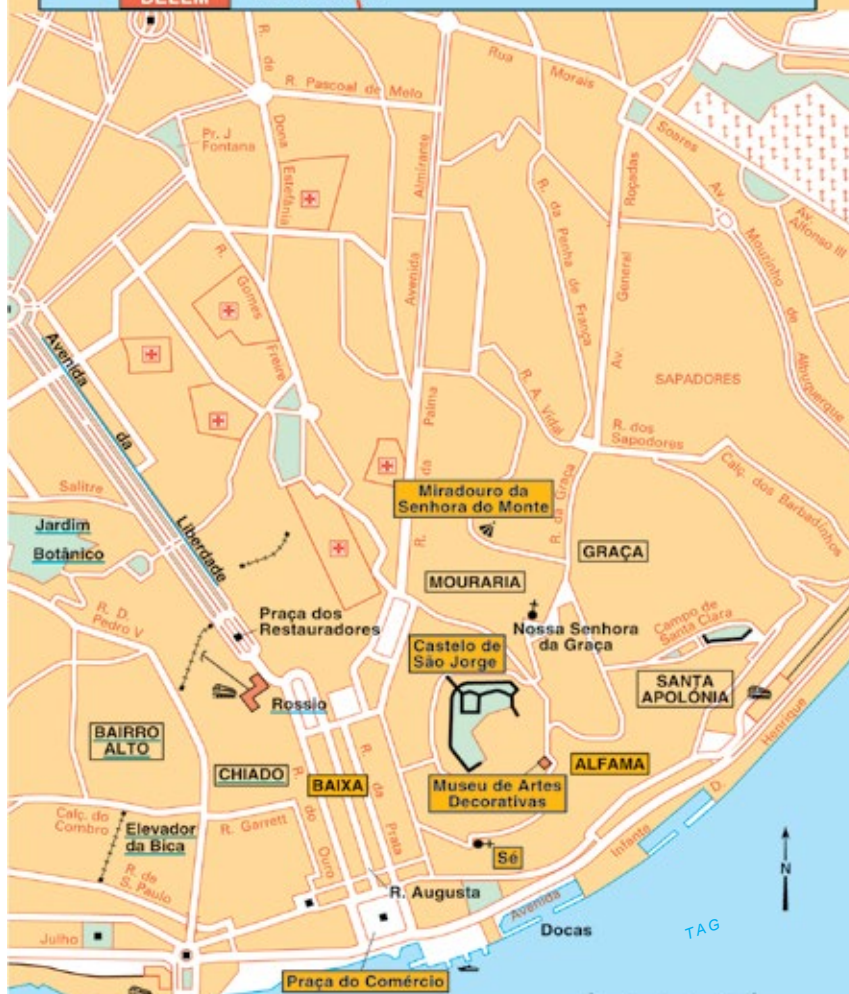 BELEM
R. de
Dona
Estefânia
R. Pascoal de Melo
Rua
Morais
Soares
Pr. J
Fontana
Almirante
Avenida
R. da Penha de França
Roçadas
General
Av.
Av.
Mouzinho de
Albuquerque
Av.
Alfonso III
R.
Gomes
Freire
Avenida
da
Liberdade
SAPADORES
R. A. Vidal
R. dos
Sapodores
Palma
da
R.
Salitre
Miradouro da
Senhora do Monte
R. da Graça
Calç. dos Barbadinhos
Jardim
Botânico
GRAÇA
MOURARIA
R. D.
Pedro V
Praça dos
Restauradores
Nossa Senhora
da Graça
Campo de
Santa Clara
Castelo de
São Jorge
SANTA
APOLÓNIA
Rossio
BAIRRO
ALTO
CHIADO
BAIXA
R. da
Prata
R. do
Ouro
ALFAMA
Museu de Artes
Decorativas
Calç. do
Combro
Elevador
da Bica
R. Garrett
Sé
R. de
S. Paulo
R. Augusta
Avenida
Infante
D.
Henrique
N
Docas
TAG
Julho
Praça do Comércio